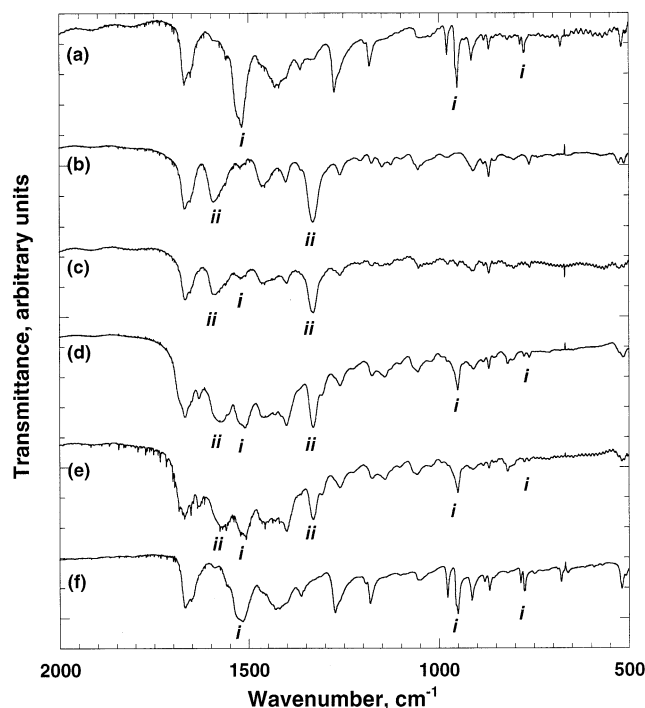 (a)
i
i
i
(b)
ii
ii
(c)
ii
i
ii
(d)
ii
i
ii
i
i
(e)
ii
i
ii
i
i
(f)
i
i
i
Transmittance, arbitrary units
2000 1500 1000 500
Wavenumber, cm-1